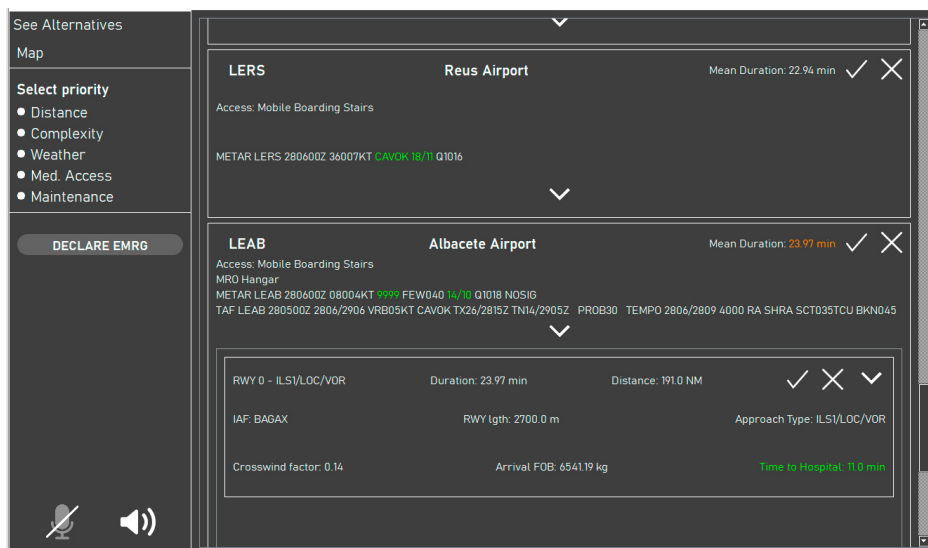 See Alternatives
Map
Select priority
Distance
Complexity
Weather
Med. Access
Maintenance
DECLARE EMRG
LERS Reus Airport Mean Duration: 22.94 min
Access: Mobile Boarding Stairs
METAR LERS 280600Z 36007KT CAVOK 18/11 Q1016
LEAB Albacete Airport Mean Duration: 23.97 min
Access: Mobile Boarding Stairs
MRO Hangar
METAR LEAB 280600Z 08004KT 9999 FEW040 14/10 Q1018 NOSIG
TAF LEAB 280500Z 2806/2906 VRB05KT CAVOK TX26/2815Z TN14/2905Z PROB30 TEMPO 2806/2809 4000 RA SHRA SCT035TCU BKN045
RWY 0 - ILS1/LOC/VOR Duration: 23.97 min Distance: 191.0 NM
IAF: BAGAX RWY lgth: 2700.0 m Approach Type: ILS1/LOC/VOR
Crosswind factor: 0.14 Arrival FOB: 6541.19 kg Time to Hospital: 11.0 min